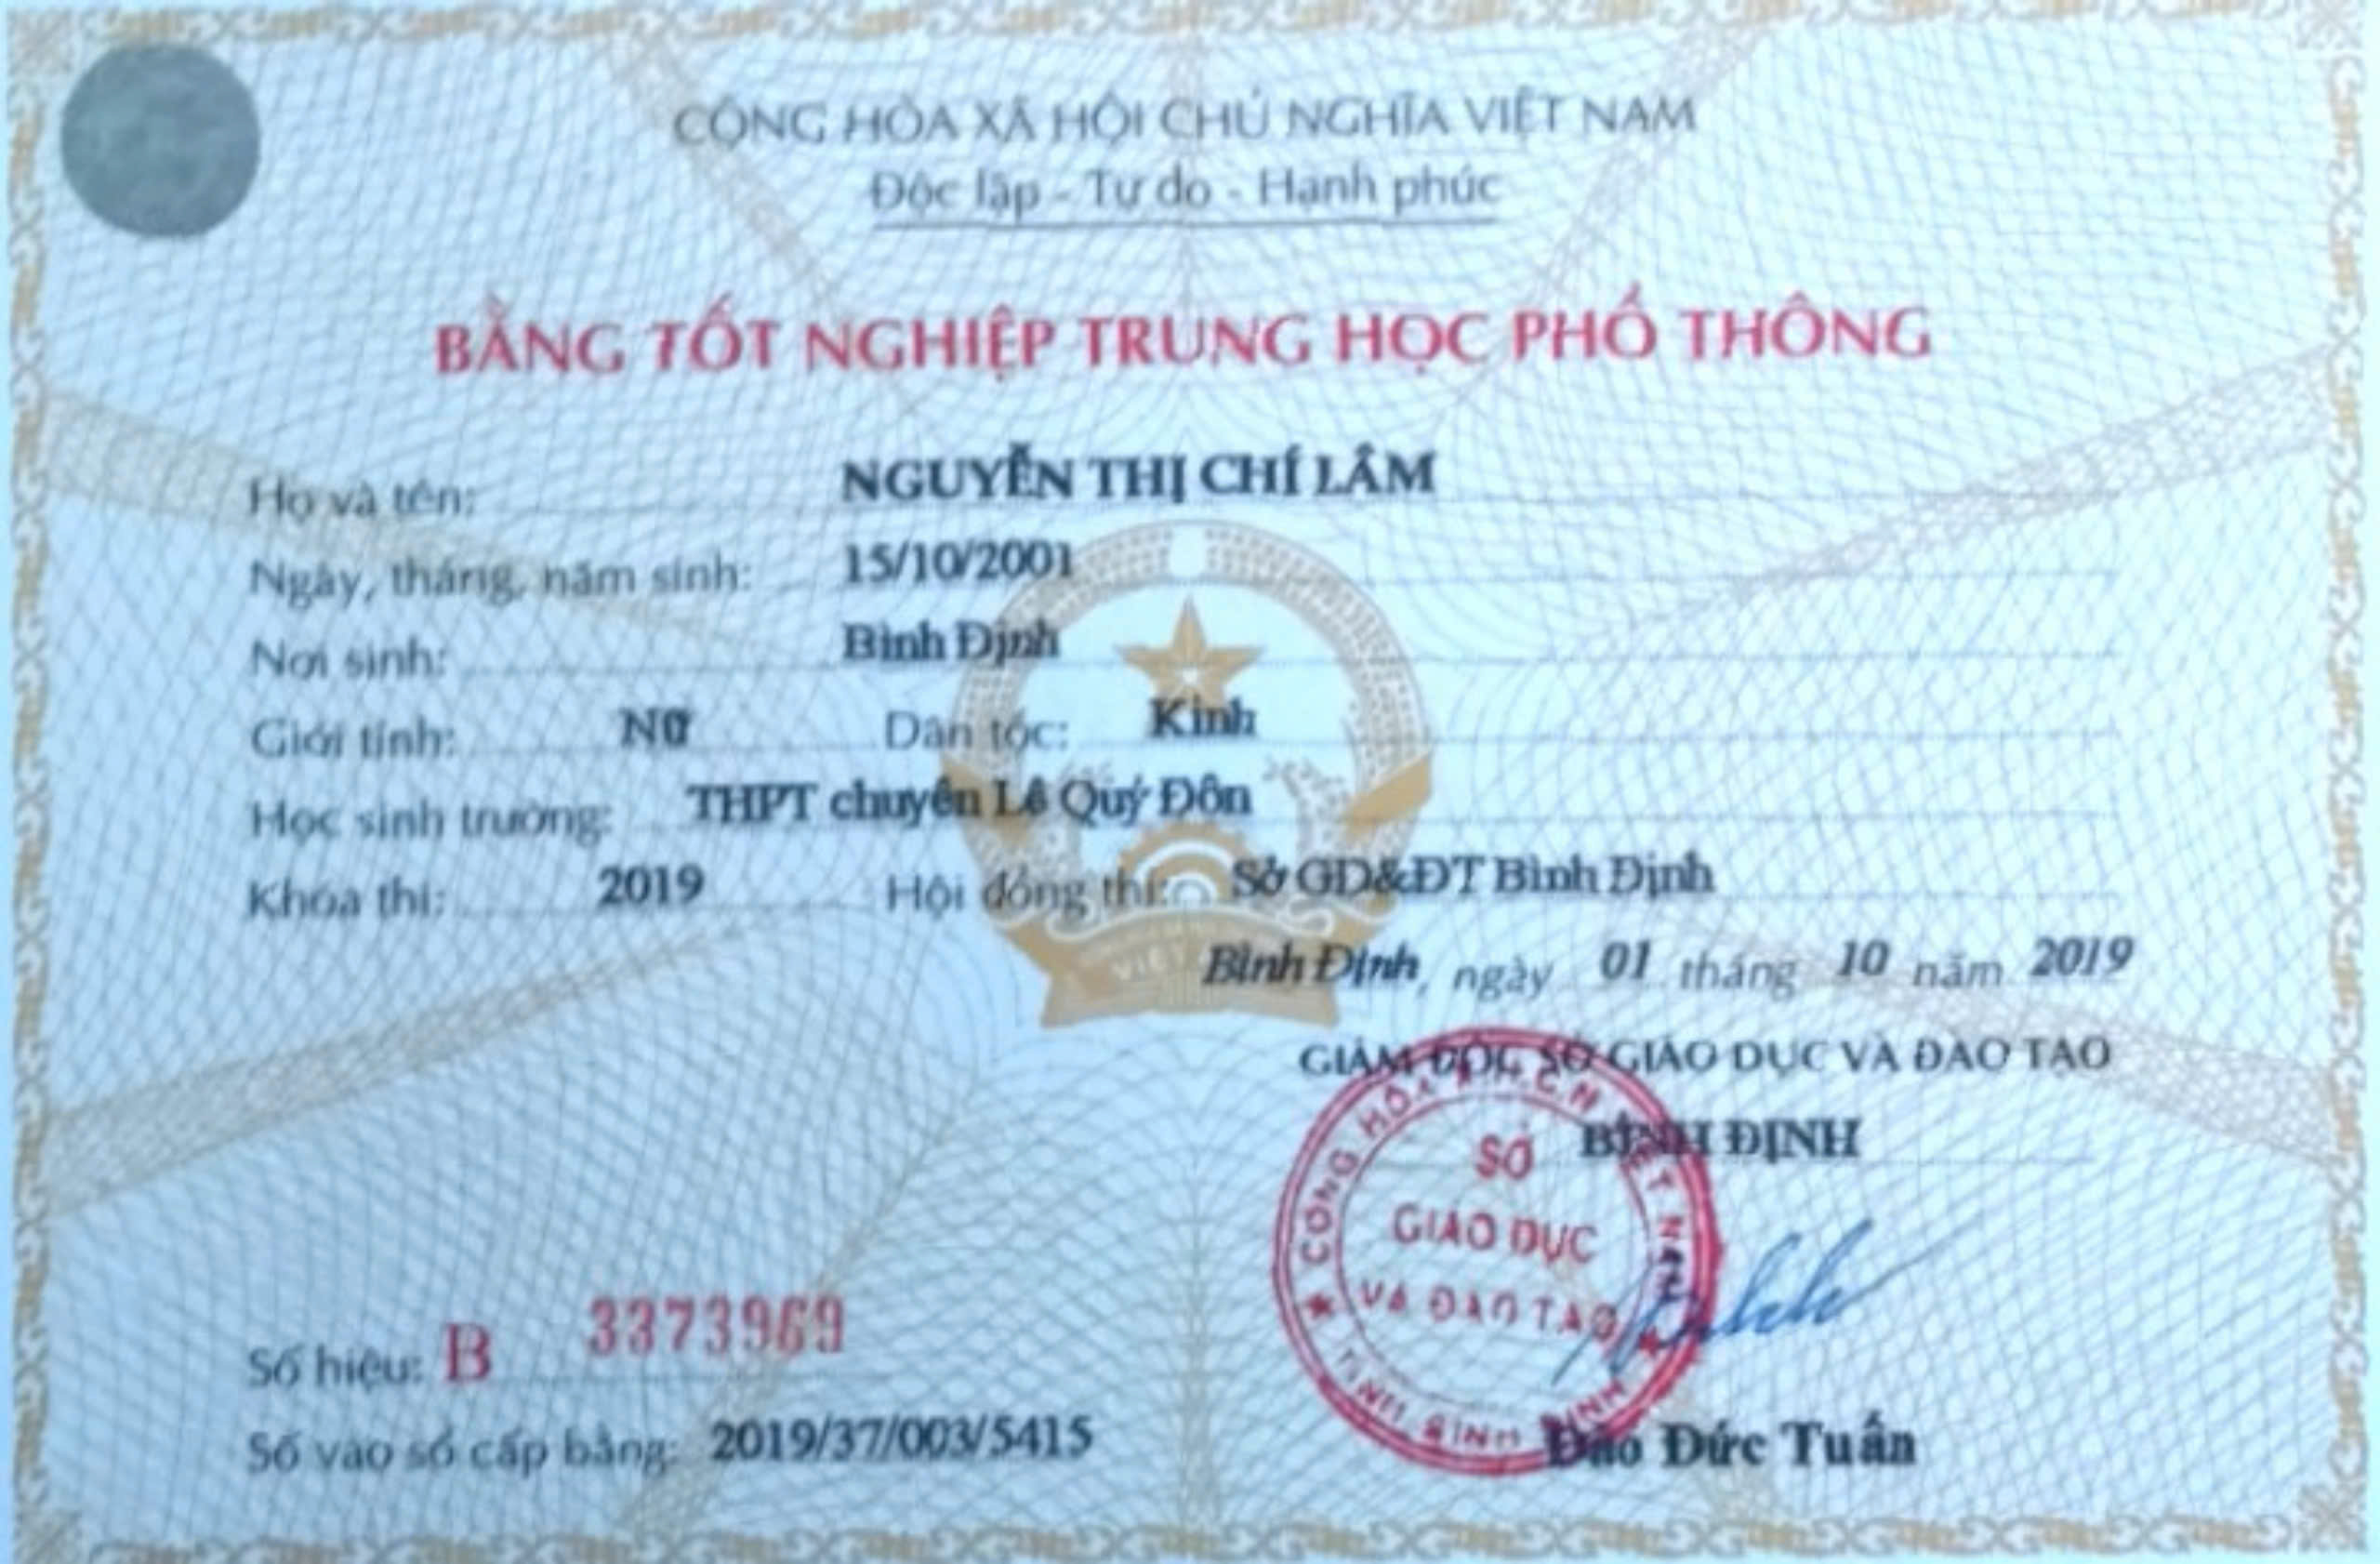 CỘNG HÒA XÃ HỘI CHỦ NGHĨA VIỆT NAM
Độc lập - Tự do - Hạnh phúc
BẰNG TỐT NGHIỆP TRUNG HỌC PHỔ THÔNG
Họ và tên: NGUYỄN THỊ CHÍ LÂM
Ngày, tháng, năm sinh: 15/10/2001
Nơi sinh: Bình Định
Giới tính: Nữ Dân tộc: Kinh
Học sinh trường: THPT chuyên Lê Quý Đôn
Khóa thi: 2019 Hội đồng thi: Sở GD&ĐT Bình Định
Bình Định, ngày 01 tháng 10 năm 2019
GIÁM ĐỐC SỞ GIÁO DỤC VÀ ĐÀO TẠO
BÌNH ĐỊNH
CỘNG HÒA X.H.C.N VIỆT NAM
SỞ
GIÁO DỤC
VÀ ĐÀO TẠO
TỈNH BÌNH ĐỊNH
Số hiệu: B 3373969
Số vào sổ cấp bằng: 2019/37/003/5415
Đào Đức Tuấn